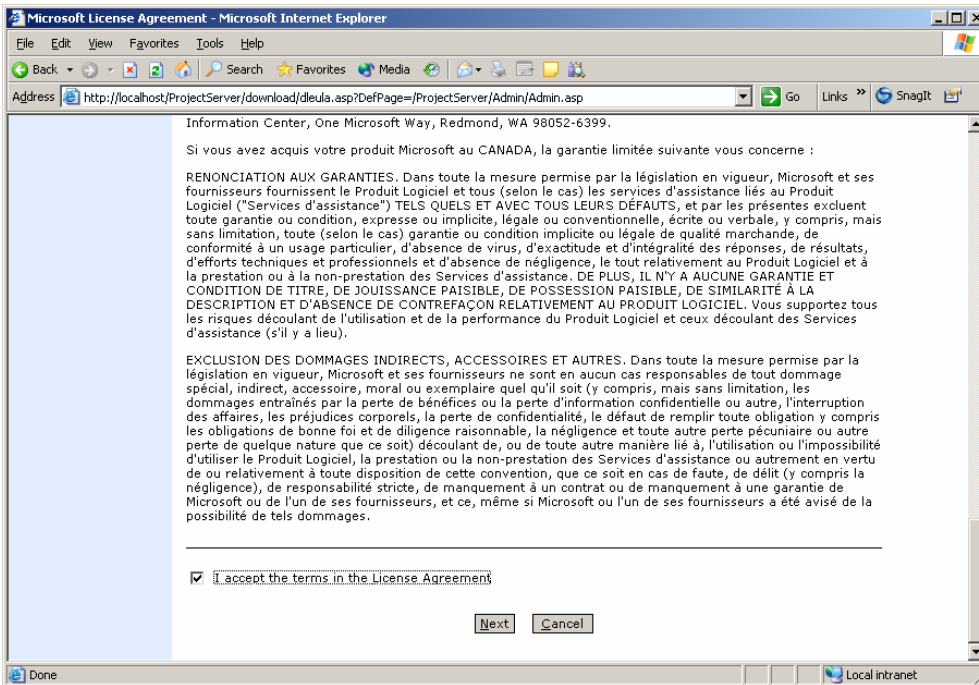 Microsoft License Agreement - Microsoft Internet Explorer
File Edit View Favorites Tools Help
Back Search Favorites Media
Address http://localhost/ProjectServer/download/dleula.asp?DefPage=/ProjectServer/Admin/Admin.asp Go Links » SnagIt
Information Center, One Microsoft Way, Redmond, WA 98052-6399.
Si vous avez acquis votre produit Microsoft au CANADA, la garantie limitée suivante vous concerne :
RENONCIATION AUX GARANTIES. Dans toute la mesure permise par la législation en vigueur, Microsoft et ses
fournisseurs fournissent le Produit Logiciel et tous (selon le cas) les services d'assistance liés au Produit
Logiciel ("Services d'assistance") TELS QUELS ET AVEC TOUS LEURS DÉFAUTS, et par les présentes excluent
toute garantie ou condition, expresse ou implicite, légale ou conventionnelle, écrite ou verbale, y compris, mais
sans limitation, toute (selon le cas) garantie ou condition implicite ou légale de qualité marchande, de
conformité à un usage particulier, d'absence de virus, d'exactitude et d'intégralité des réponses, de résultats,
d'efforts techniques et professionnels et d'absence de négligence, le tout relativement au Produit Logiciel et à
la prestation ou à la non-prestation des Services d'assistance. DE PLUS, IL N'Y A AUCUNE GARANTIE ET
CONDITION DE TITRE, DE JOUISSANCE PAISIBLE, DE POSSESSION PAISIBLE, DE SIMILARITÉ À LA
DESCRIPTION ET D'ABSENCE DE CONTREFAÇON RELATIVEMENT AU PRODUIT LOGICIEL. Vous supportez tous
les risques découlant de l'utilisation et de la performance du Produit Logiciel et ceux découlant des Services
d'assistance (s'il y a lieu).
EXCLUSION DES DOMMAGES INDIRECTS, ACCESSOIRES ET AUTRES. Dans toute la mesure permise par la
législation en vigueur, Microsoft et ses fournisseurs ne sont en aucun cas responsables de tout dommage
spécial, indirect, accessoire, moral ou exemplaire quel qu'il soit (y compris, mais sans limitation, les
dommages entraînés par la perte de bénéfices ou la perte d'information confidentielle ou autre, l'interruption
des affaires, les préjudices corporels, la perte de confidentialité, le défaut de remplir toute obligation y compris
les obligations de bonne foi et de diligence raisonnable, la négligence et toute autre perte pécuniaire ou autre
perte de quelque nature que ce soit) découlant de, ou de toute autre manière lié à, l'utilisation ou l'impossibilité
d'utiliser le Produit Logiciel, la prestation ou la non-prestation des Services d'assistance ou autrement en vertu
de ou relativement à toute disposition de cette convention, que ce soit en cas de faute, de délit (y compris la
négligence), de responsabilité stricte, de manquement à un contrat ou de manquement à une garantie de
Microsoft ou de l'un de ses fournisseurs, et ce, même si Microsoft ou l'un de ses fournisseurs a été avisé de la
possibilité de tels dommages.
I accept the terms in the License Agreement
Next Cancel
Done Local intranet